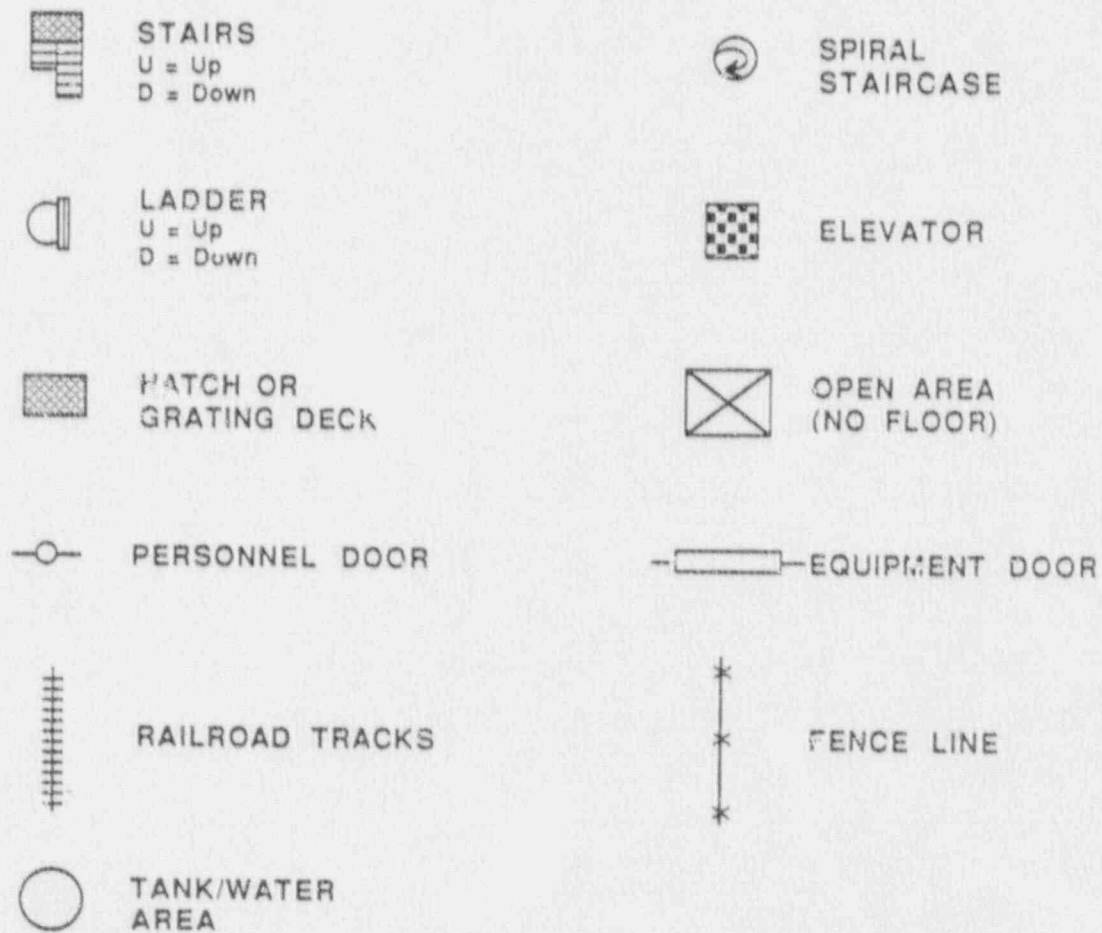 STAIRS
U = Up
D = Down
SPIRAL
STAIRCASE
LADDER
U = Up
D = Down
ELEVATOR
HATCH OR
GRATING DECK
OPEN AREA
(NO FLOOR)
PERSONNEL DOOR
EQUIPMENT DOOR
RAILROAD TRACKS
FENCE LINE
TANK/WATER
AREA